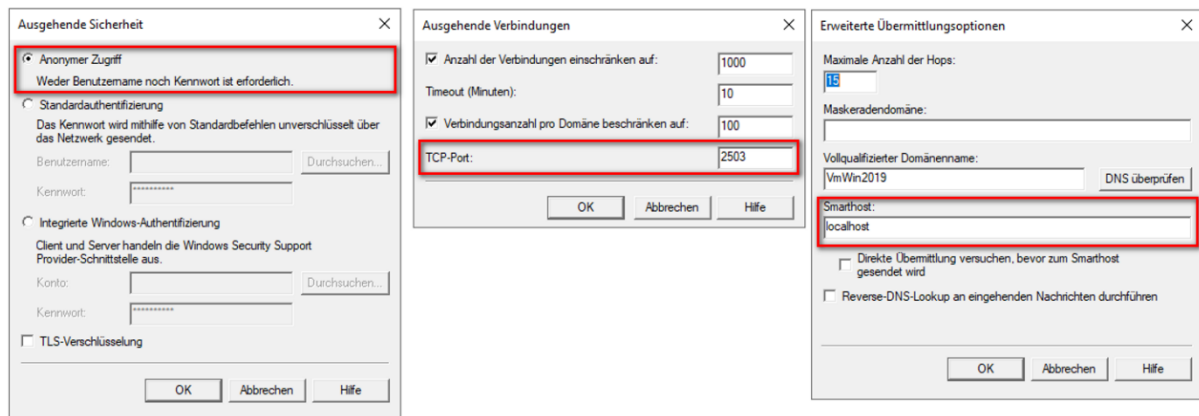 Ausgehende Sicherheit
Anonymer Zugriff
Weder Benutzername noch Kennwort ist erforderlich.
Standardauthentifizierung
Das Kennwort wird mithilfe von Standardbefehlen unverschlüsselt über
das Netzwerk gesendet.
Benutzername:
Durchsuchen...
Kennwort:
**********
Integrierte Windows-Authentifizierung
Client und Server handeln die Windows Security Support
Provider-Schnittstelle aus.
Konto:
Durchsuchen...
Kennwort:
**********
TLS-Verschlüsselung
OK
Abbrechen
Hilfe
Ausgehende Verbindungen
Anzahl der Verbindungen einschränken auf:
1000
Timeout (Minuten):
10
Verbindungsanzahl pro Domäne beschränken auf:
100
TCP-Port:
2503
OK
Abbrechen
Hilfe
Erweiterte Übermittlungsoptionen
Maximale Anzahl der Hops:
15
Maskeradendomäne:
Vollqualifizierter Domänenname:
VmWin2019
DNS überprüfen
Smarthost:
localhost
Direkte Übermittlung versuchen, bevor zum Smarthost
gesendet wird
Reverse-DNS-Lookup an eingehenden Nachrichten durchführen
OK
Abbrechen
Hilfe